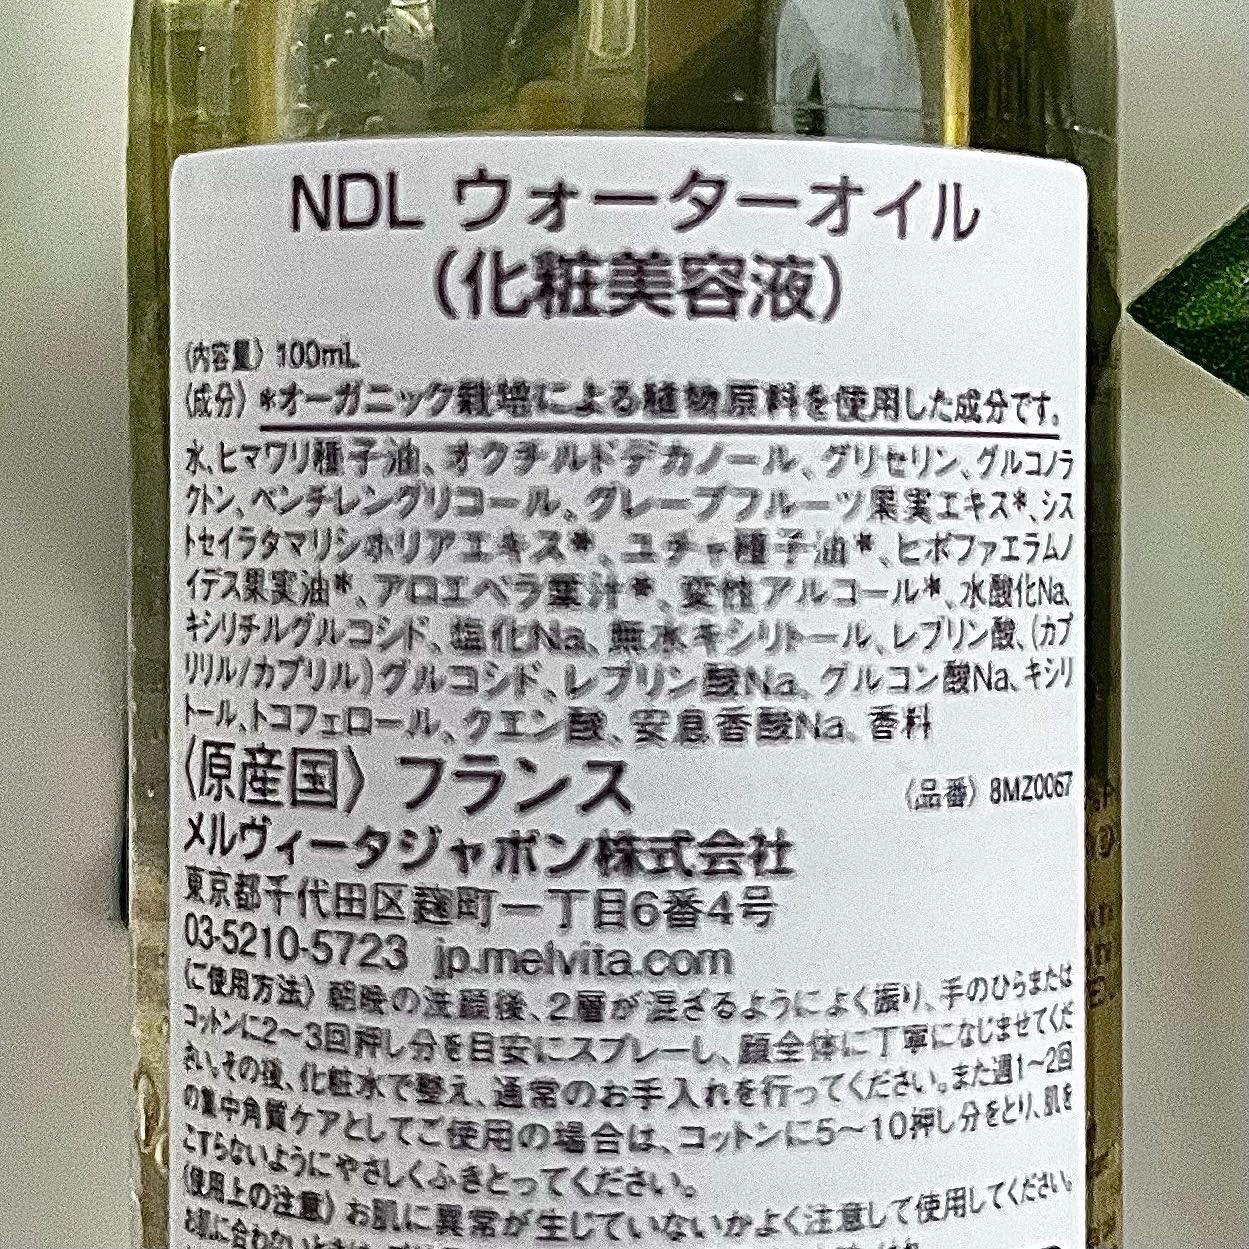 NDL ウォーターオイル
（化粧美容液）
〈内容量〉100mL
〈成分〉*オーガニック栽培による植物原料を使用した成分です。
水、ヒマワリ種子油、オクチルドデカノール、グリセリン、グルコノラ
クトン、ペンチレングリコール、グレープフルーツ果実エキス*、シス
トセイラタマリシホリアエキス*、ユチャ種子油*、ヒポファエラムノ
イデス果実油*、アロエベラ葉汁*、変性アルコール*、水酸化Na、
キシリチルグルコシド、塩化Na、無水キシリトール、レブリン酸、(カプ
リリル/カプリル)グルコシド、レブリン酸Na、グルコン酸Na、キシリ
トール、トコフェロール、クエン酸、安息香酸Na、香料
〈原産国〉フランス
〈品番〉8MZ0067
メルヴィータジャポン株式会社
東京都千代田区麹町一丁目6番4号
03-5210-5723 jp.melvita.com
〈ご使用方法〉朝晩の洗顔後、2層が混ざるようによく振り、手のひらまたは
コットンに2〜3回押し分を目安にスプレーし、顔全体に丁寧になじませてくだ
さい。その後、化粧水で整え、通常のお手入れを行ってください。また週1〜2回
の集中角質ケアとしてご使用の場合は、コットンに5〜10押し分をとり、肌を
こすらないようにやさしくふきとってください。
〈使用上の注意〉お肌に異常が生じていないかよく注意して使用してください。
お肌に合わないときは